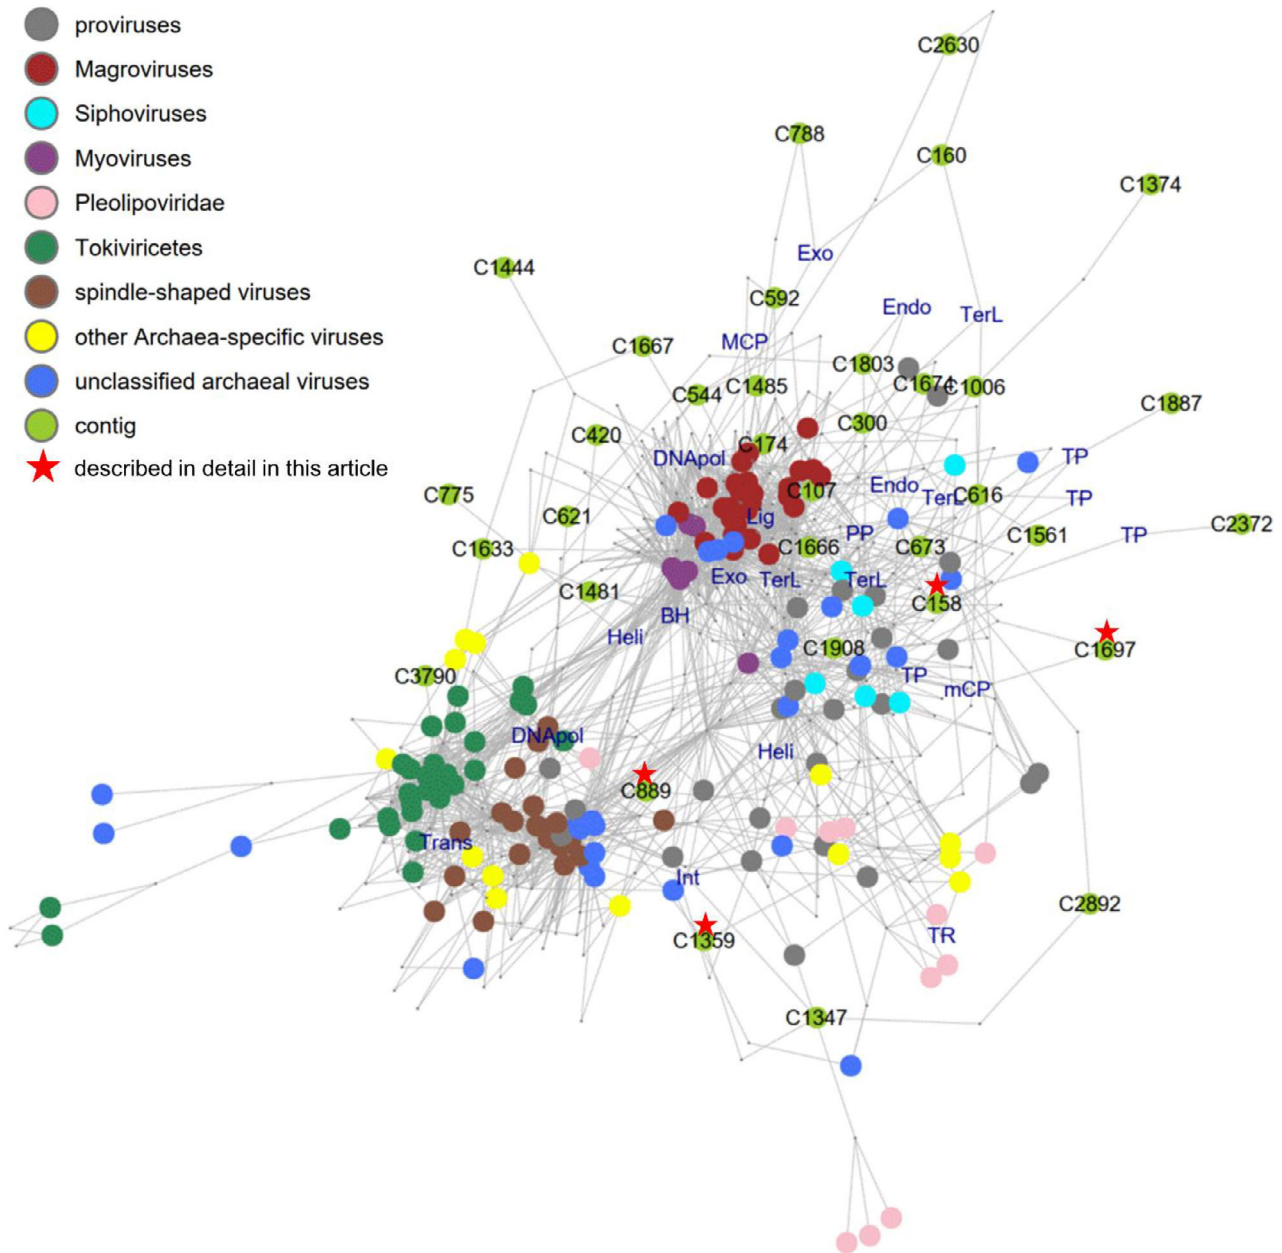 proviruses
Magroviruses
Siphoviruses
Myoviruses
Pleolipoviridae
Tokiviricetes
spindle-shaped viruses
other Archaea-specific viruses
unclassified archaeal viruses
contig
described in detail in this article
C2630
C788
C160
C1374
Exo
C1444
C592
Endo
TerL
MCP
C1667
C1803
C1674
C1006
C544
C1485
C1887
C300
C420
C174
DNApol
TP
Endo
C107
C775
TerL
C616
TP
Lig
C621
PP
C2372
C1561
TP
C1633
C1666
C673
Exo
TerL
TerL
C1481
C158
BH
Heli
C1908
C1697
C3790
TP
mCP
DNApol
Heli
C889
Trans
Int
C2892
C1359
TR
C1347